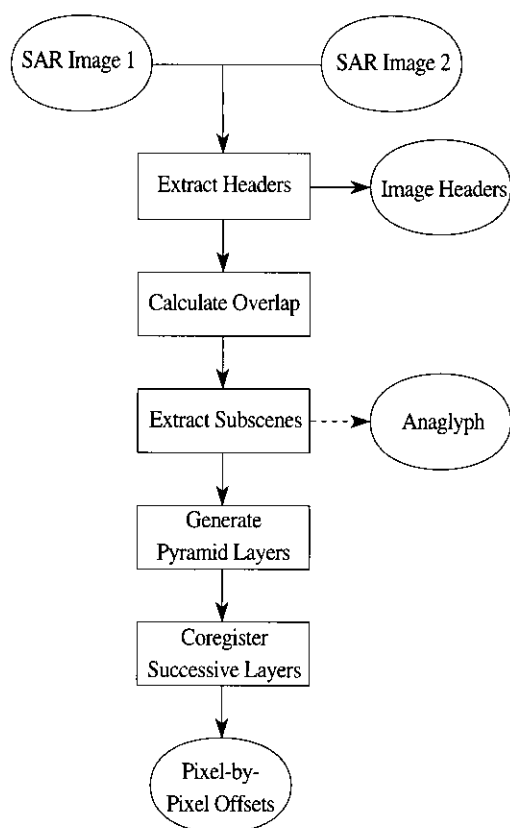 SAR Image 1
SAR Image 2
Extract Headers
Image Headers
Calculate Overlap
Extract Subscenes
Anaglyph
Generate
Pyramid Layers
Coregister
Successive Layers
Pixel-by-
Pixel Offsets